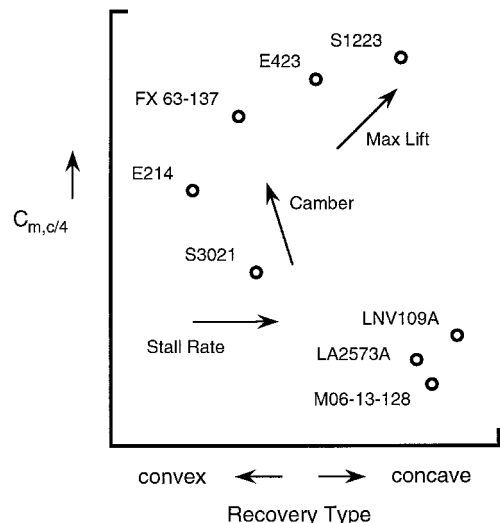 S1223
E423
FX 63-137
Max Lift
E214
Camber
C_{m,c/4}
S3021
LNV109A
Stall Rate
LA2573A
M06-13-128
convex
concave
Recovery Type